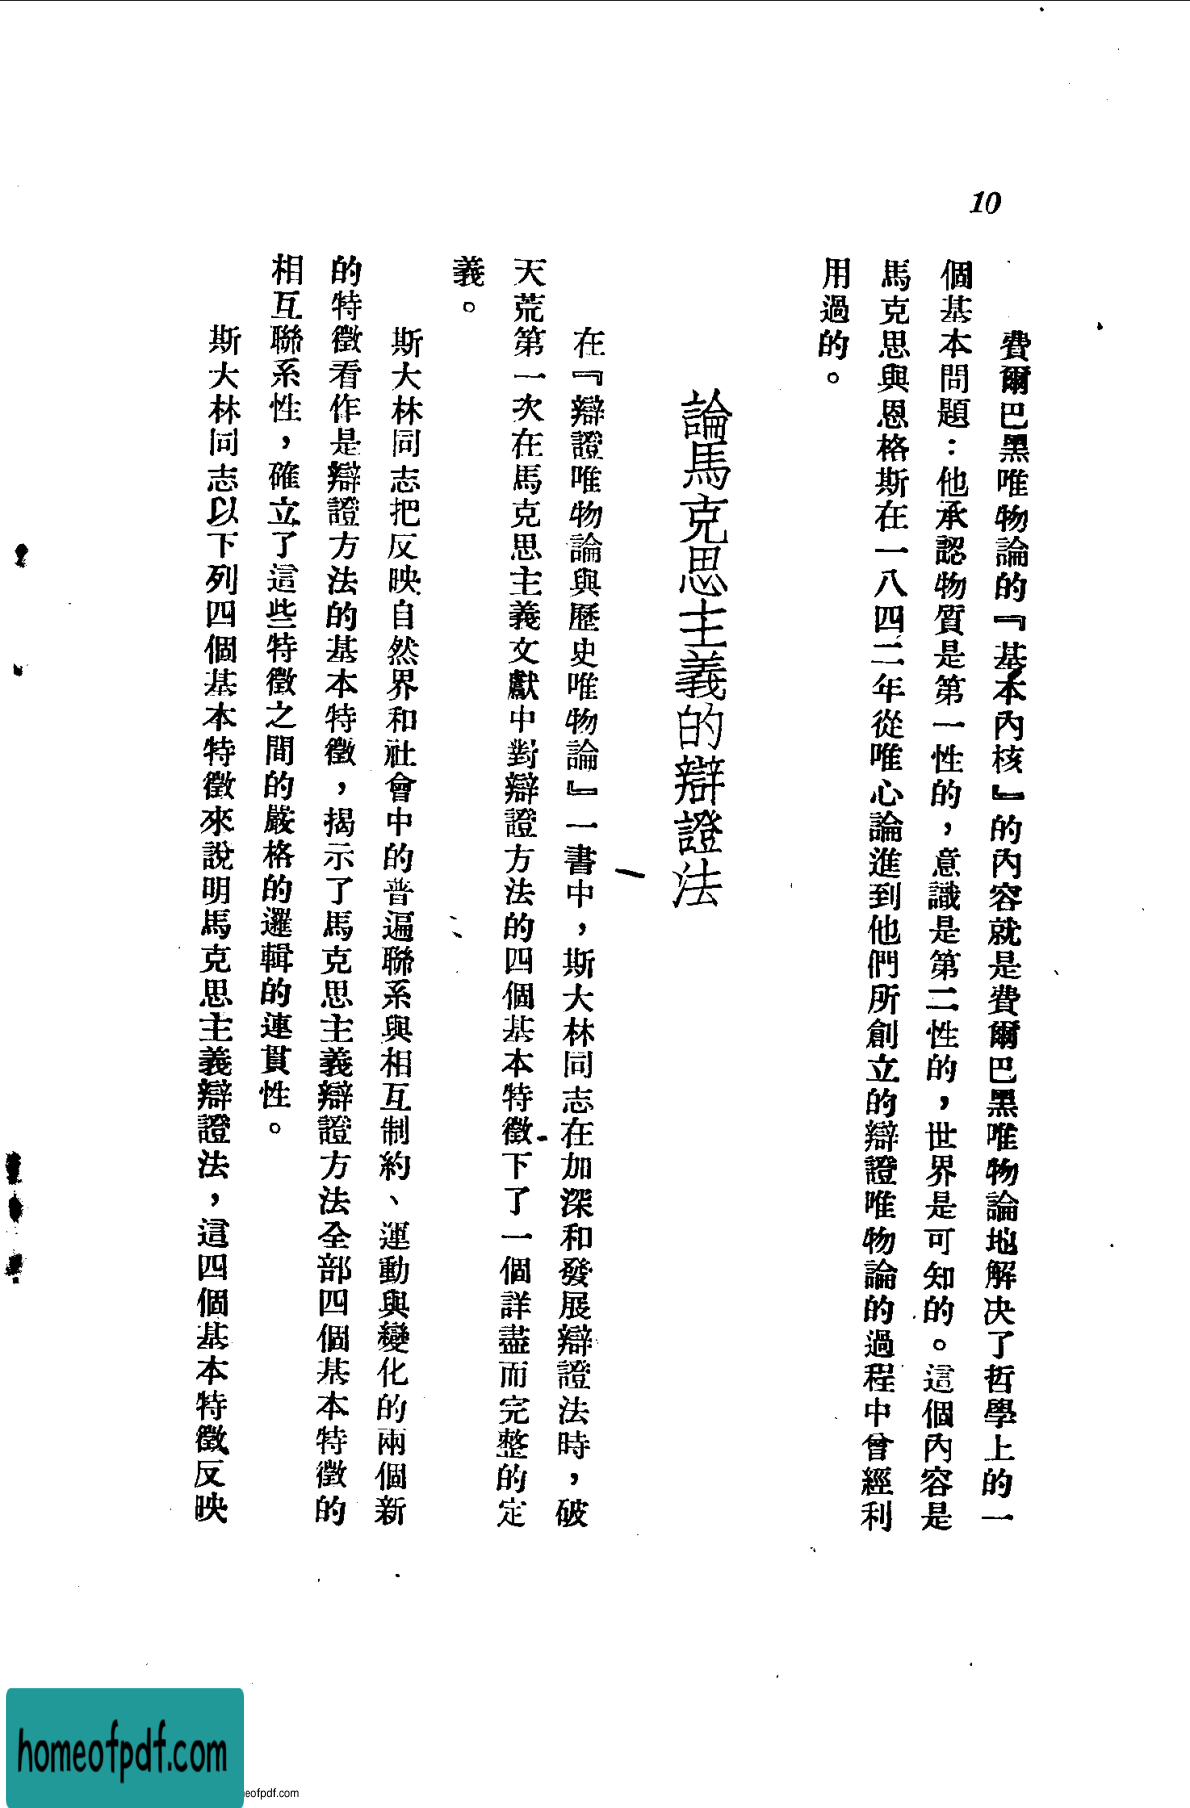 10
費爾巴黑唯物論的『基本內核』的內容就是費爾巴黑唯物論地解決了哲學上的一
個基本問題：他承認物質是第一性的，意識是第二性的，世界是可知的。這個內容是
馬克思與恩格斯在一八四二年從唯心論進到他們所創立的辯證唯物論的過程中曾經利
用過的。
論馬克思主義的辯證法
一
在『辯證唯物論與歷史唯物論』一書中，斯大林同志在加深和發展辯證法時，破
天荒第一次在馬克思主義文獻中對辯證方法的四個基本特徵下了一個詳盡而完整的定
義。
斯大林同志把反映自然界和社會中的普遍聯系與相互制約、運動與變化的兩個新
的特徵看作是辯證方法的基本特徵，揭示了馬克思主義辯證方法全部四個基本特徵的
相互聯系性，確立了這些特徵之間的嚴格的邏輯的連貫性。
斯大林同志以下列四個基本特徵來說明馬克思主義辯證法，這四個基本特徵反映
homeofpdf.com
eofpdf.com